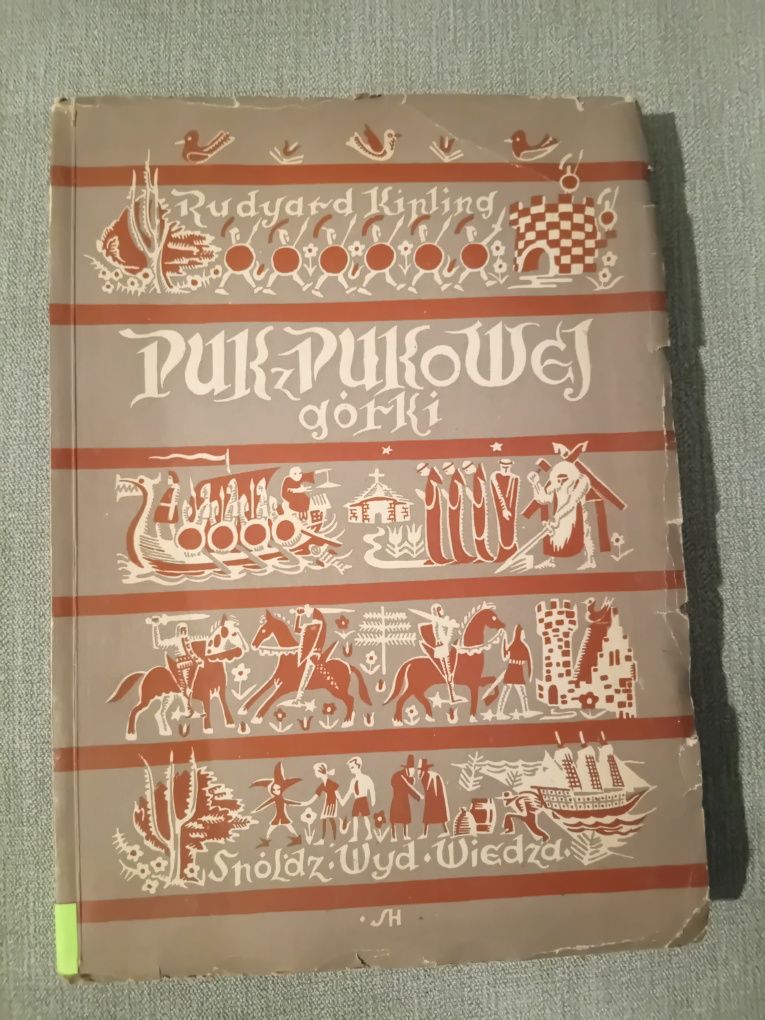 Rudyard Kipling
PUK z PUKOWEJ
górki
Spółdz · Wyd · Wiedza ·
· SH